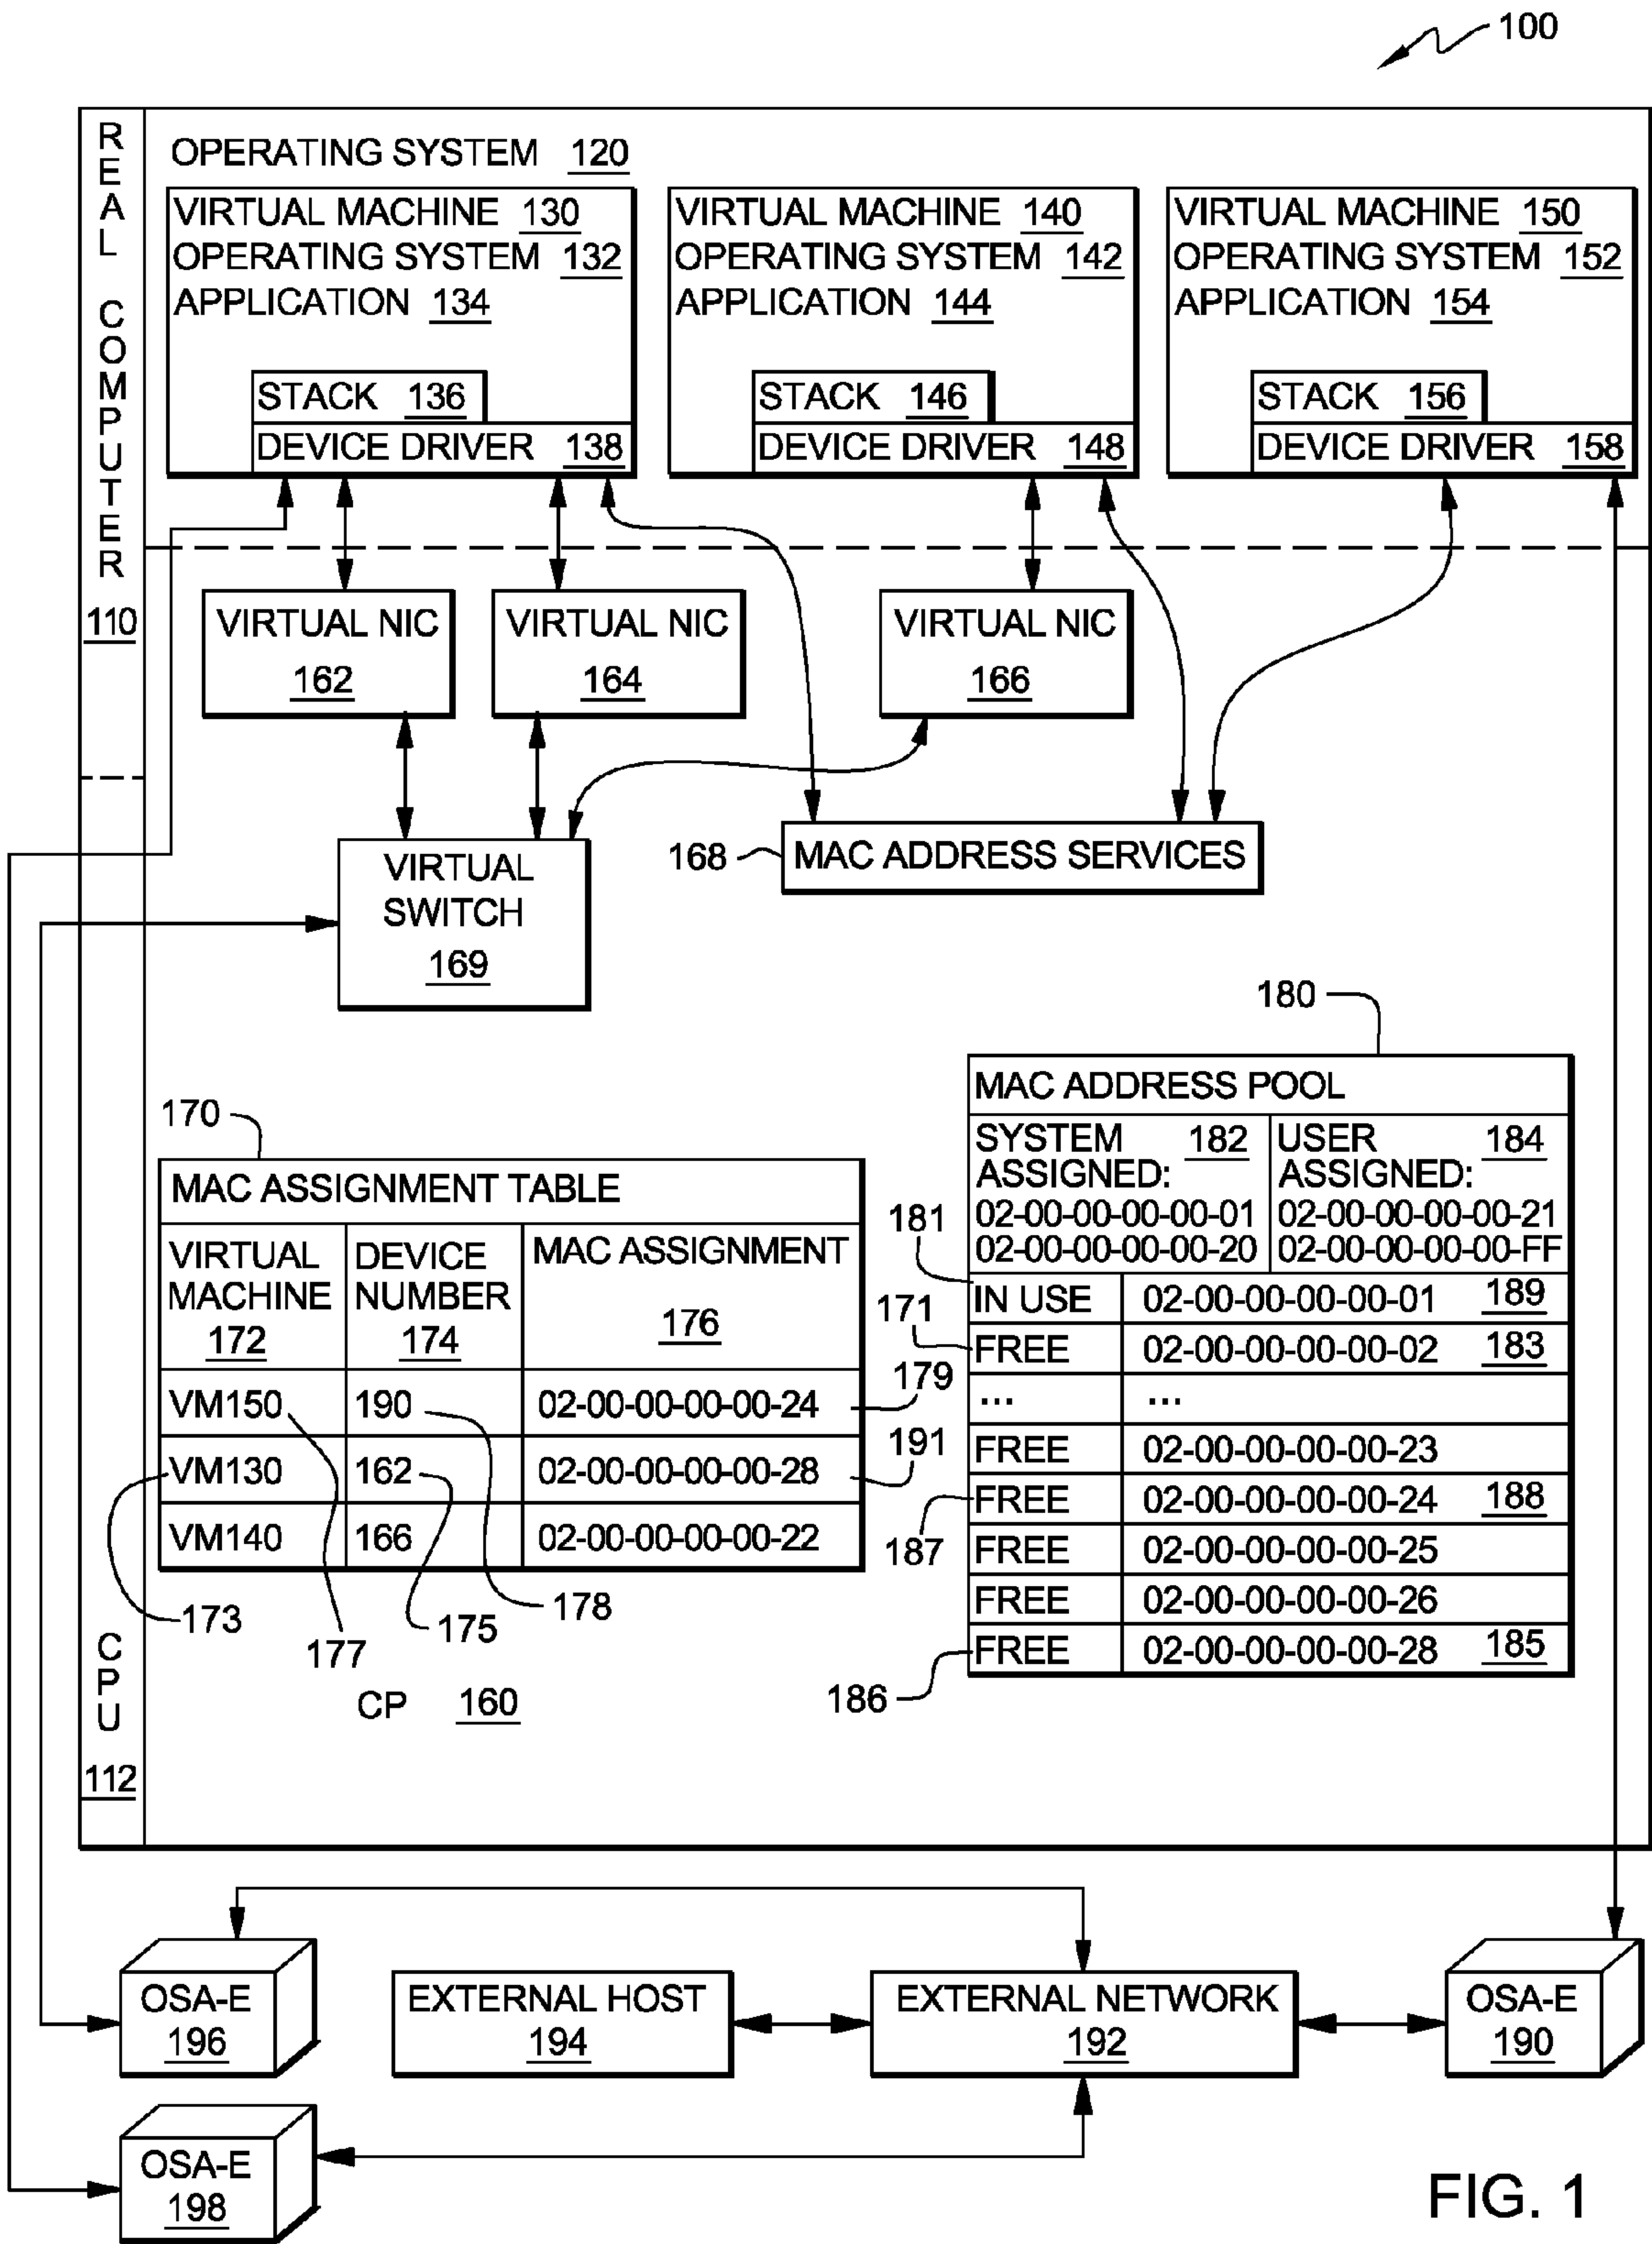 100
REAL COMPUTER
110
OPERATING SYSTEM 120
VIRTUAL MACHINE 130
OPERATING SYSTEM 132
APPLICATION 134
STACK 136
DEVICE DRIVER 138
VIRTUAL MACHINE 140
OPERATING SYSTEM 142
APPLICATION 144
STACK 146
DEVICE DRIVER 148
VIRTUAL MACHINE 150
OPERATING SYSTEM 152
APPLICATION 154
STACK 156
DEVICE DRIVER 158
VIRTUAL NIC
162
VIRTUAL NIC
164
VIRTUAL NIC
166
VIRTUAL
SWITCH
169
168
MAC ADDRESS SERVICES
170
MAC ASSIGNMENT TABLE
VIRTUAL
MACHINE
172
DEVICE
NUMBER
174
MAC ASSIGNMENT
176
VM150 190 02-00-00-00-00-24
179
VM130 162 02-00-00-00-00-28
191
VM140 166 02-00-00-00-00-22
173
177
175
178
CP 160
180
MAC ADDRESS POOL
SYSTEM 182
ASSIGNED:
02-00-00-00-00-01
02-00-00-00-00-20
USER 184
ASSIGNED:
02-00-00-00-00-21
02-00-00-00-00-FF
181
IN USE 02-00-00-00-00-01 189
171
FREE 02-00-00-00-00-02 183
... ...
FREE 02-00-00-00-00-23
187
FREE 02-00-00-00-00-24 188
FREE 02-00-00-00-00-25
FREE 02-00-00-00-00-26
186
FREE 02-00-00-00-00-28 185
CPU
112
OSA-E
196
EXTERNAL HOST
194
EXTERNAL NETWORK
192
OSA-E
190
OSA-E
198
FIG. 1